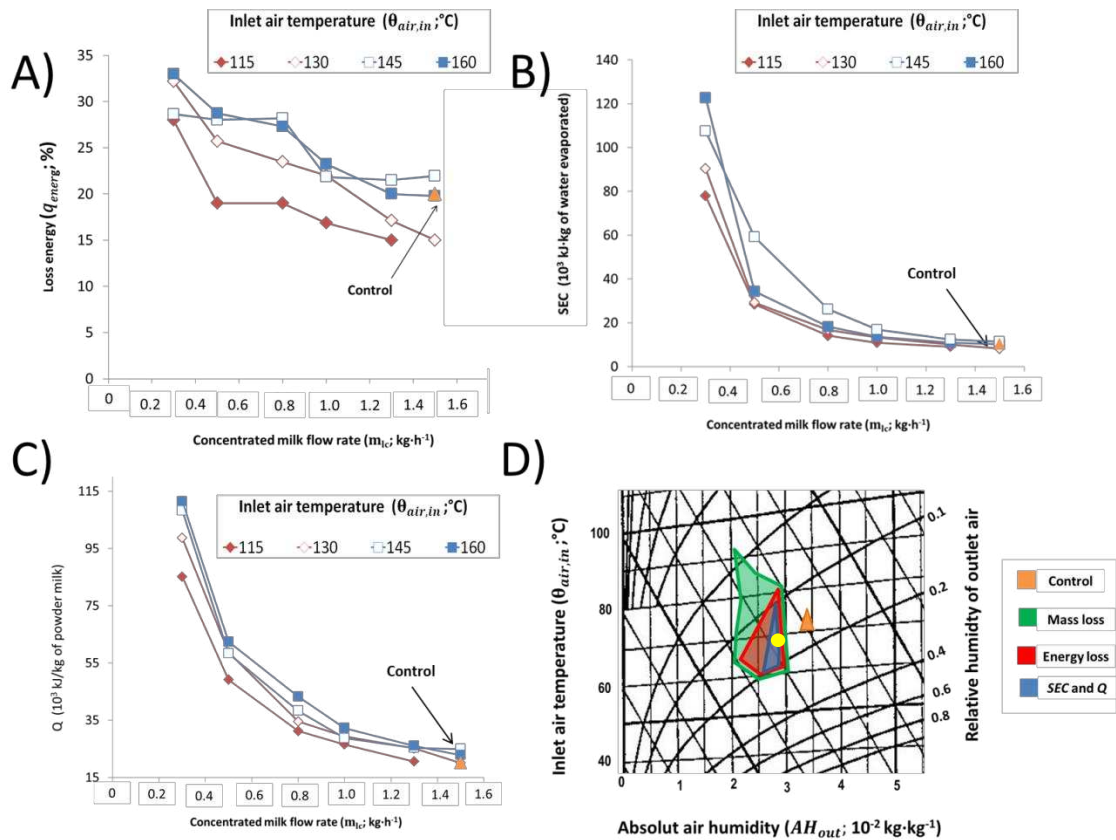 A)
Inlet air temperature (θair,in ;°C)
115 130 145 160
35
30
25
20
15
10
5
0
Loss energy (qenerg; %)
Control
0 0.2 0.4 0.6 0.8 1.0 1.2 1.4 1.6
Concentrated milk flow rate (mlc; kg·h-1)
B)
Inlet air temperature (θair,in ;°C)
115 130 145 160
140
120
100
80
60
40
20
0
SEC (10³ kJ·kg of water evaporated)
Control
0 0.2 0.4 0.6 0.8 1.0 1.2 1.4 1.6
Concentrated milk flow rate (mlc; kg·h-1)
C)
Inlet air temperature (θair,in ;°C)
115 130 145 160
115
95
75
55
35
15
Q (10³ kJ/kg of powder milk)
Control
0 0.2 0.4 0.6 0.8 1.0 1.2 1.4 1.6
Concentrated milk flow rate (mlc; kg·h-1)
D)
Inlet air temperature (θair,in ;°C)
100
80
60
40
0 1 2 3 4 5
Absolut air humidity (AHout; 10-2 kg·kg-1)
0.1
0.2
0.4
0.6
0.8
Relative humidity of outlet air
Control
Mass loss
Energy loss
SEC and Q